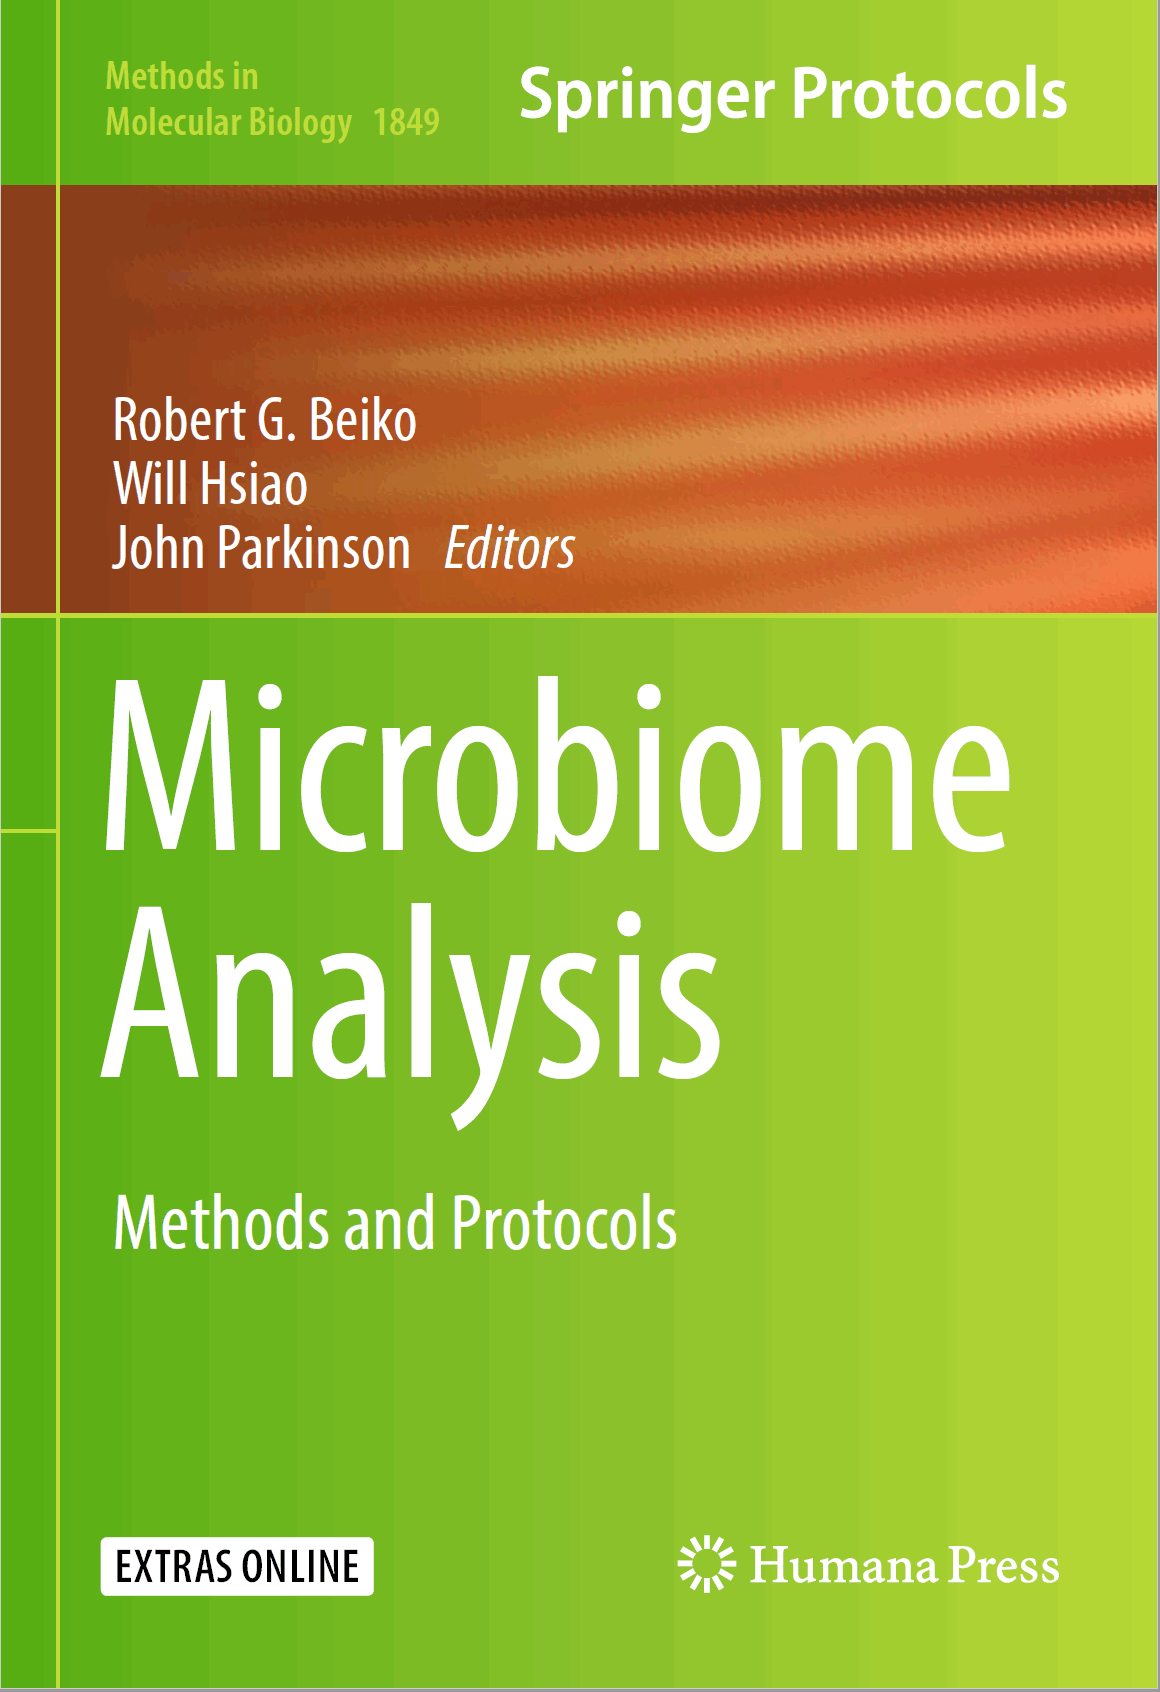 Methods in
Molecular Biology 1849
Springer Protocols
Robert G. Beiko
Will Hsiao
John Parkinson Editors
Microbiome
Analysis
Methods and Protocols
EXTRAS ONLINE
Humana Press